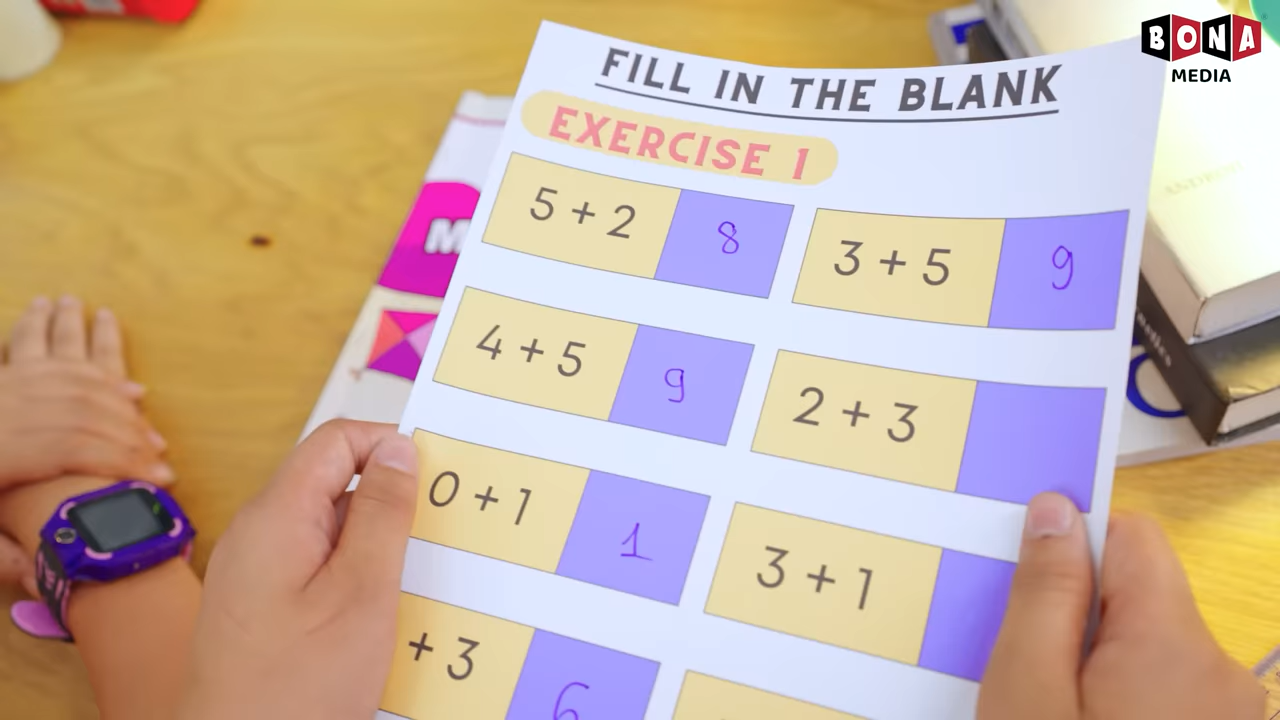 BONA
MEDIA
FILL IN THE BLANK
EXERCISE 1
5 + 2 8
3 + 5 9
4 + 5 9
2 + 3
0 + 1 1
3 + 1
+ 3 6
M